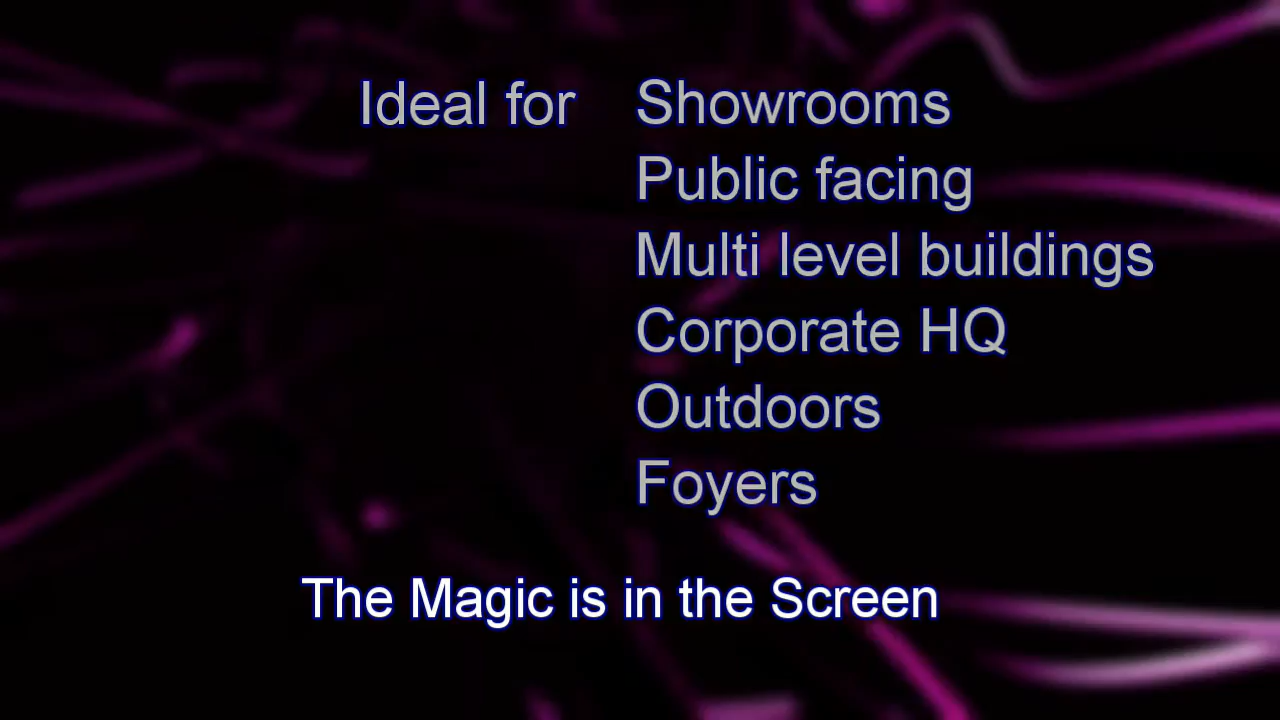 Ideal for Showrooms
Public facing
Multi level buildings
Corporate HQ
Outdoors
Foyers
The Magic is in the Screen